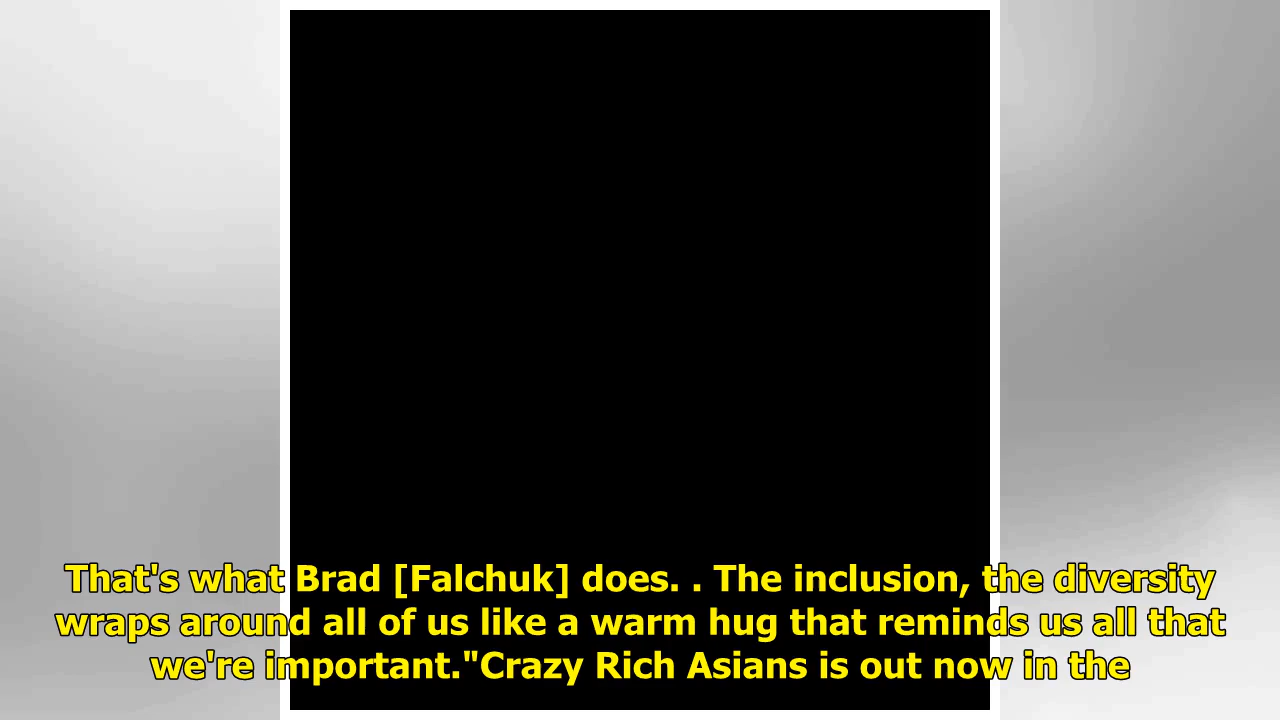 That's what Brad [Falchuk] does. . The inclusion, the diversity
wraps around all of us like a warm hug that reminds us all that
we're important."Crazy Rich Asians is out now in the